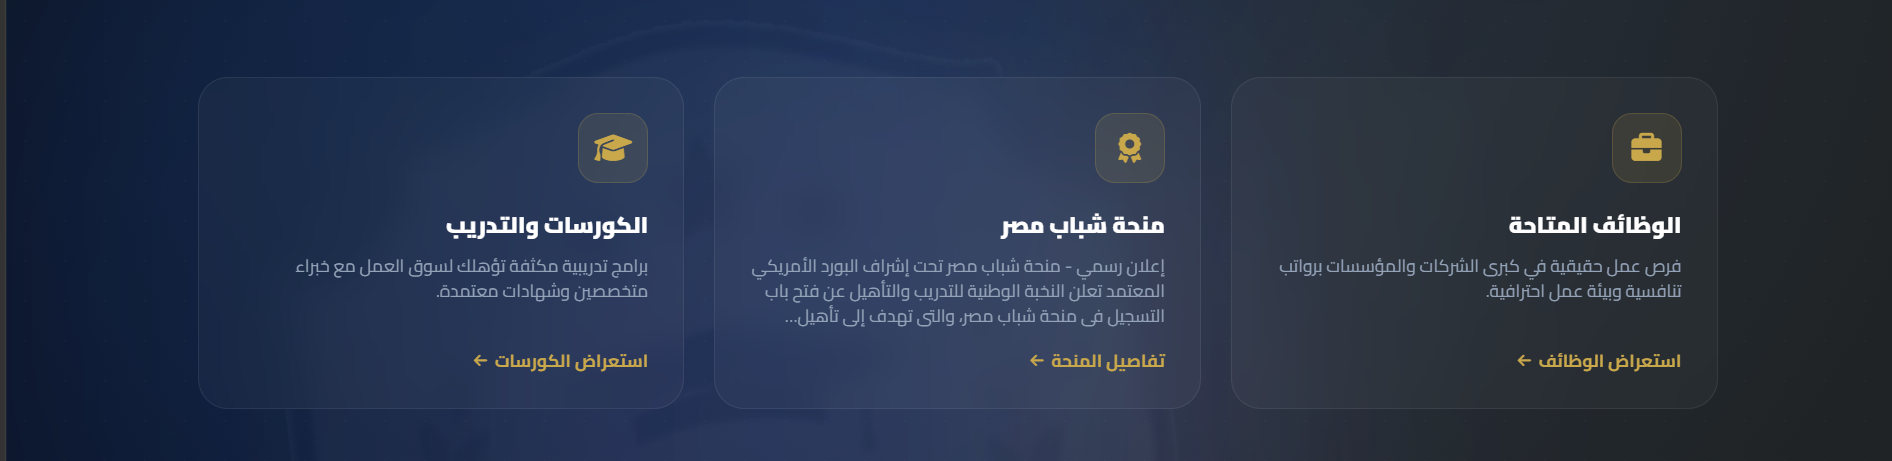 الوظائف المتاحة
فرص عمل حقيقية في كبرى الشركات والمؤسسات برواتب
تنافسية وبيئة عمل احترافية.
استعراض الوظائف ←
منحة شباب مصر
إعلان رسمي - منحة شباب مصر تحت إشراف البورد الأمريكي
المعتمد تعلن النخبة الوطنية للتدريب والتأهيل عن فتح باب
التسجيل فى منحة شباب مصر، والتى تهدف إلى تأهيل...
تفاصيل المنحة ←
الكورسات والتدريب
برامج تدريبية مكثفة تؤهلك لسوق العمل مع خبراء
متخصصين وشهادات معتمدة.
استعراض الكورسات ←